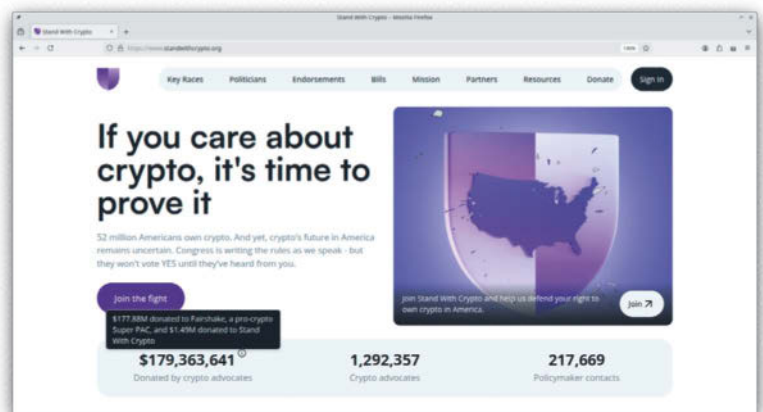 Stand With Crypto - Mozilla Firefox
Stand With Crypto
https://www.standwithcrypto.org
Key Races Politicians Endorsements Bills Mission Partners Resources Donate Sign In
If you care about
crypto, it's time to
prove it
52 million Americans own crypto. And yet, crypto's future in America
remains uncertain. Congress is writing the rules as we speak - but
they won't vote YES until they've heard from you.
Join the fight
$177.88M donated to Fairshake, a pro-crypto
Super PAC, and $1.49M donated to Stand
With Crypto
Join Stand With Crypto and help us defend your right to
own crypto in America.
Join
$179,363,641 1,292,357 217,669
Donated by crypto advocates Crypto advocates Policymaker contacts